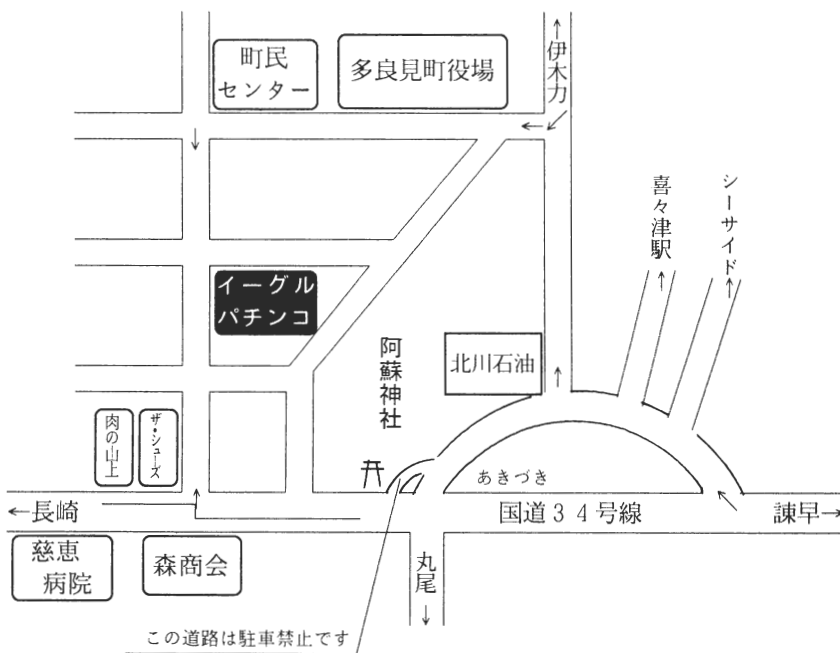 町民
センター
多良見町役場
伊木力
喜々津駅
シーサイド
イーグル
パチンコ
阿蘇神社
北川石油
肉の山上
ザ・シューズ
あきづき
長崎
国道34号線
諫早
慈恵
病院
森商会
丸尾
この道路は駐車禁止です